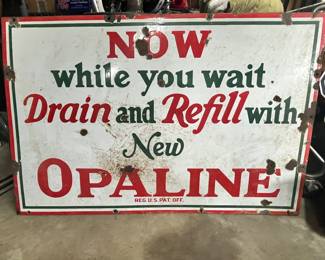 NOW
while you wait
Drain and Refill with
New
OPALINE
REG. U.S. PAT. OFF.